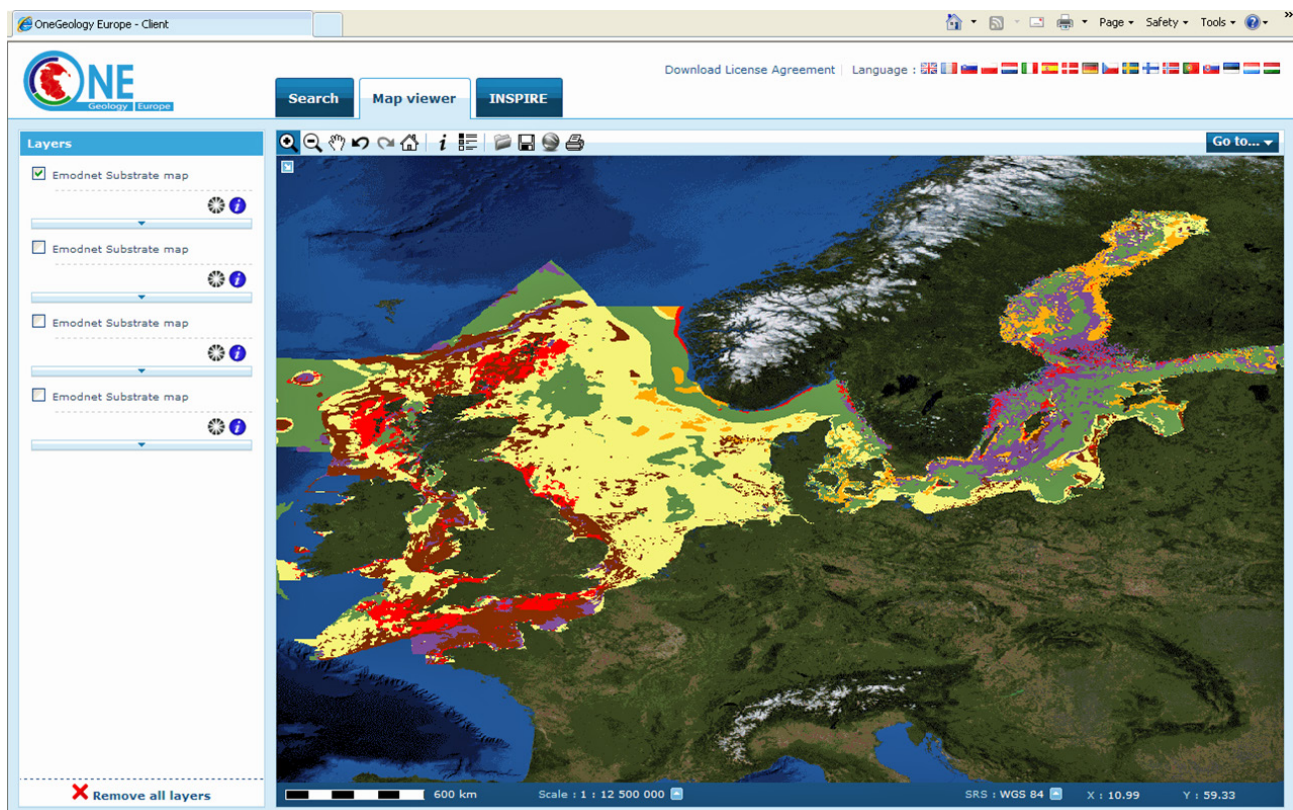 OneGeology Europe - Client
Page Safety Tools
»
ONE
Geology Europe
Download License Agreement | Language :
Search
Map viewer
INSPIRE
Layers
Go to...
Emodnet Substrate map
Emodnet Substrate map
Emodnet Substrate map
Emodnet Substrate map
Remove all layers
600 km
Scale : 1 : 12 500 000
SRS : WGS 84
X : 10.99
Y : 59.33